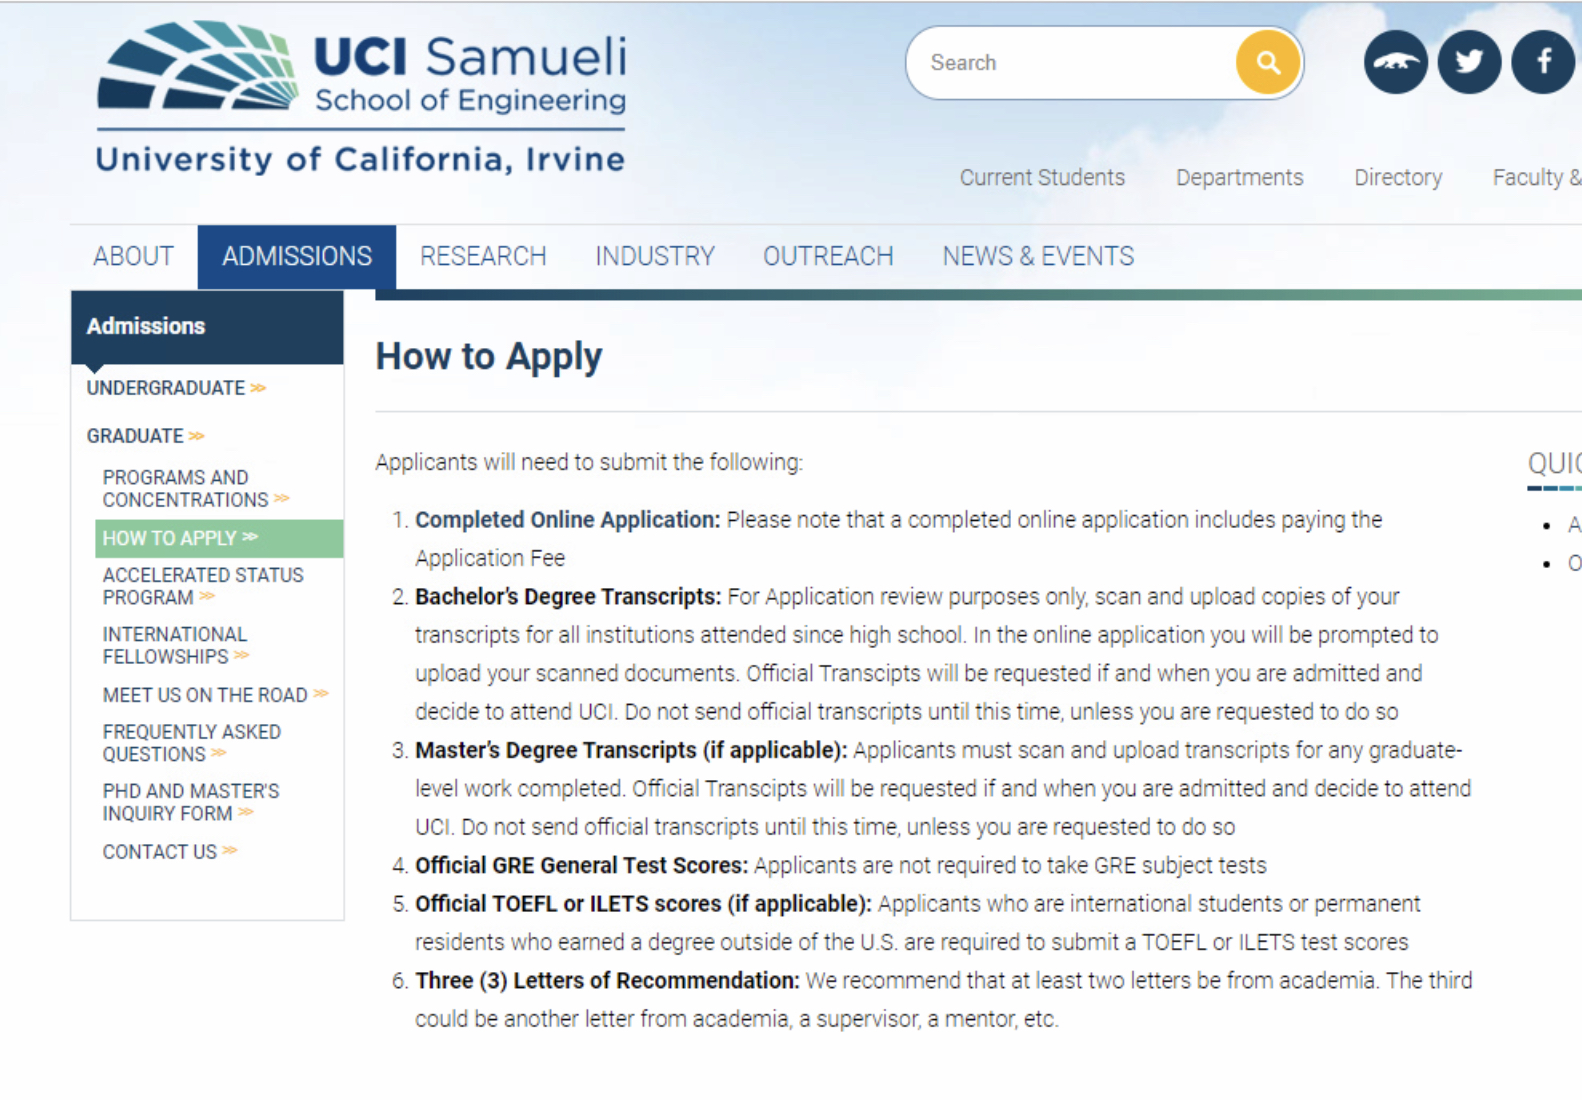 UCI Samueli
School of Engineering
University of California, Irvine
Search
Current Students Departments Directory Faculty &
ABOUT ADMISSIONS RESEARCH INDUSTRY OUTREACH NEWS & EVENTS
Admissions
UNDERGRADUATE >>
GRADUATE >>
PROGRAMS AND
CONCENTRATIONS >>
HOW TO APPLY >>
ACCELERATED STATUS
PROGRAM >>
INTERNATIONAL
FELLOWSHIPS >>
MEET US ON THE ROAD >>
FREQUENTLY ASKED
QUESTIONS >>
PHD AND MASTER'S
INQUIRY FORM >>
CONTACT US >>
How to Apply
Applicants will need to submit the following:
1. Completed Online Application: Please note that a completed online application includes paying the
Application Fee
2. Bachelor's Degree Transcripts: For Application review purposes only, scan and upload copies of your
transcripts for all institutions attended since high school. In the online application you will be prompted to
upload your scanned documents. Official Transcipts will be requested if and when you are admitted and
decide to attend UCI. Do not send official transcripts until this time, unless you are requested to do so
3. Master's Degree Transcripts (if applicable): Applicants must scan and upload transcripts for any graduate-
level work completed. Official Transcipts will be requested if and when you are admitted and decide to attend
UCI. Do not send official transcripts until this time, unless you are requested to do so
4. Official GRE General Test Scores: Applicants are not required to take GRE subject tests
5. Official TOEFL or ILETS scores (if applicable): Applicants who are international students or permanent
residents who earned a degree outside of the U.S. are required to submit a TOEFL or ILETS test scores
6. Three (3) Letters of Recommendation: We recommend that at least two letters be from academia. The third
could be another letter from academia, a supervisor, a mentor, etc.